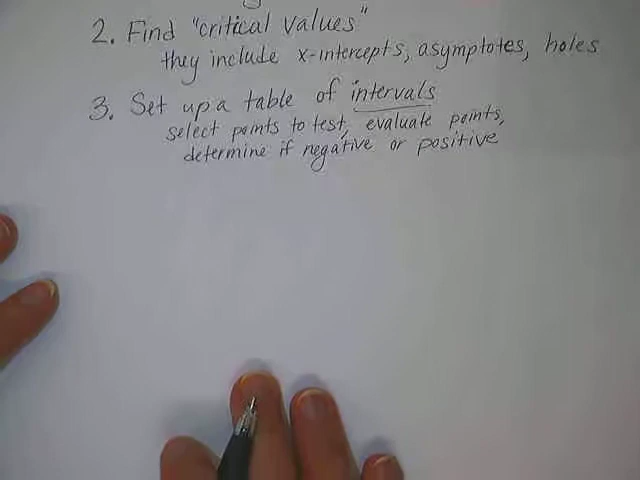 2. Find "critical values"
they include x-intercepts, asymptotes, holes
3. Set up a table of intervals
select points to test, evaluate points,
determine if negative or positive